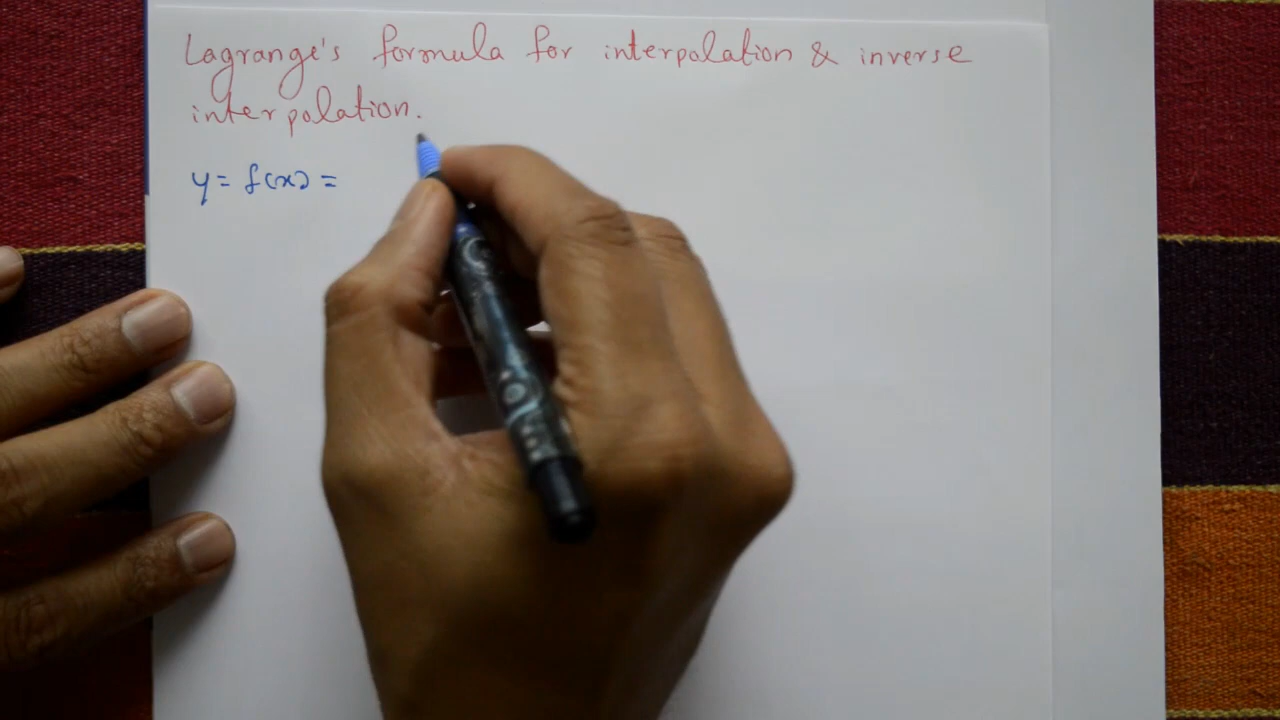 Lagrange's formula for interpolation & inverse
interpolation.
y = f(x) =